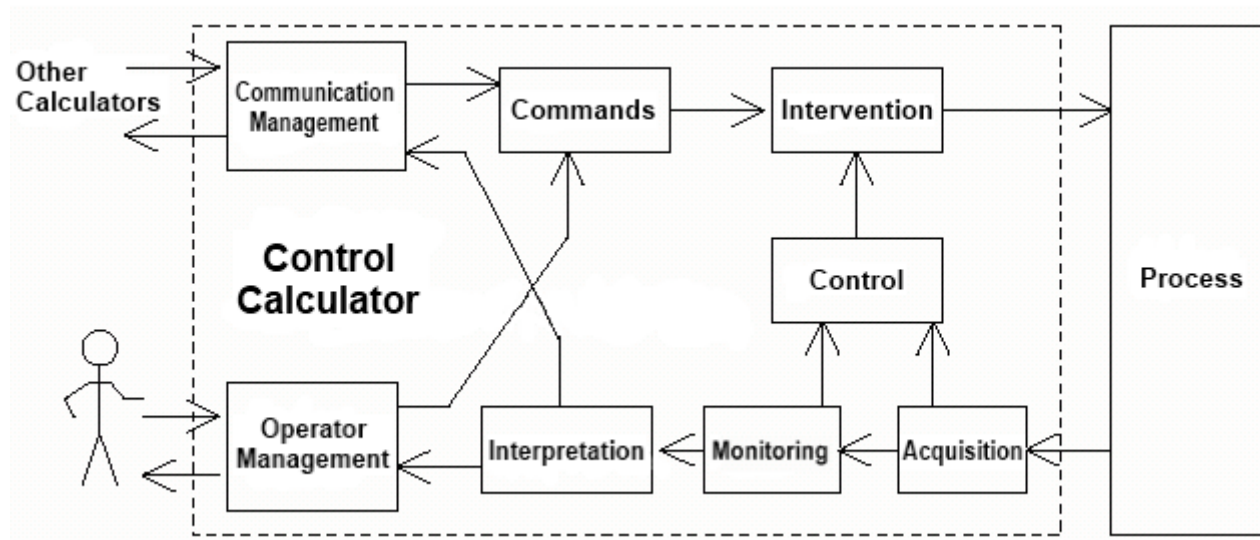 Other
Calculators
Communication
Management
Commands
Intervention
Control
Calculator
Control
Process
Operator
Management
Interpretation
Monitoring
Acquisition